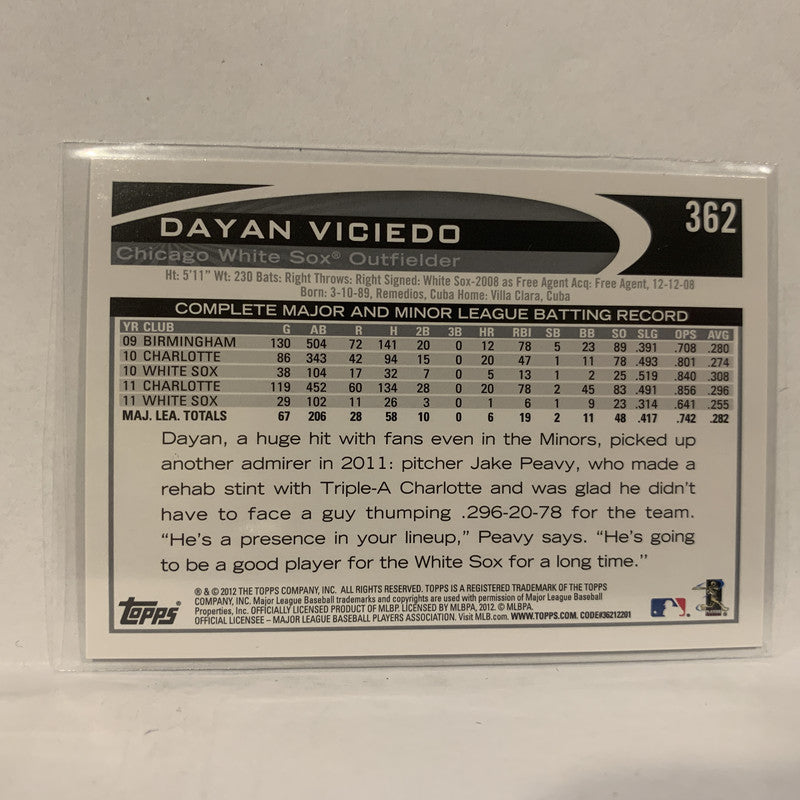 362
DAYAN VICIEDO
Chicago White Sox® Outfielder
Ht: 5'11" Wt: 230 Bats: Right Throws: Right Signed: White Sox-2008 as Free Agent Acq: Free Agent, 12-12-08
Born: 3-10-89, Remedios, Cuba Home: Villa Clara, Cuba
COMPLETE MAJOR AND MINOR LEAGUE BATTING RECORD
YR CLUB G AB R H 2B 3B HR RBI SB BB SO SLG OPS AVG
09 BIRMINGHAM 130 504 72 141 20 0 12 78 5 23 89 .391 .708 .280
10 CHARLOTTE 86 343 42 94 15 0 20 47 1 11 78 .493 .801 .274
10 WHITE SOX 38 104 17 32 7 0 5 13 1 2 25 .519 .840 .308
11 CHARLOTTE 119 452 60 134 28 0 20 78 2 45 83 .491 .856 .296
11 WHITE SOX 29 102 11 26 3 0 1 6 1 9 23 .314 .641 .255
MAJ. LEA. TOTALS 67 206 28 58 10 0 6 19 2 11 48 .417 .742 .282
Dayan, a huge hit with fans even in the Minors, picked up
another admirer in 2011: pitcher Jake Peavy, who made a
rehab stint with Triple-A Charlotte and was glad he didn't
have to face a guy thumping .296-20-78 for the team.
"He's a presence in your lineup," Peavy says. "He's going
to be a good player for the White Sox for a long time."
Topps
® & © 2012 THE TOPPS COMPANY, INC. ALL RIGHTS RESERVED. TOPPS IS A REGISTERED TRADEMARK OF THE TOPPS
COMPANY, INC. Major League Baseball trademarks and copyrights are used with permission of Major League Baseball
Properties, Inc. OFFICIALLY LICENSED PRODUCT OF MLBP. LICENSED BY MLBPA, 2012. © MLBPA.
OFFICIAL LICENSEE – MAJOR LEAGUE BASEBALL PLAYERS ASSOCIATION. Visit MLB.com. WWW.TOPPS.COM. CODE#36212201